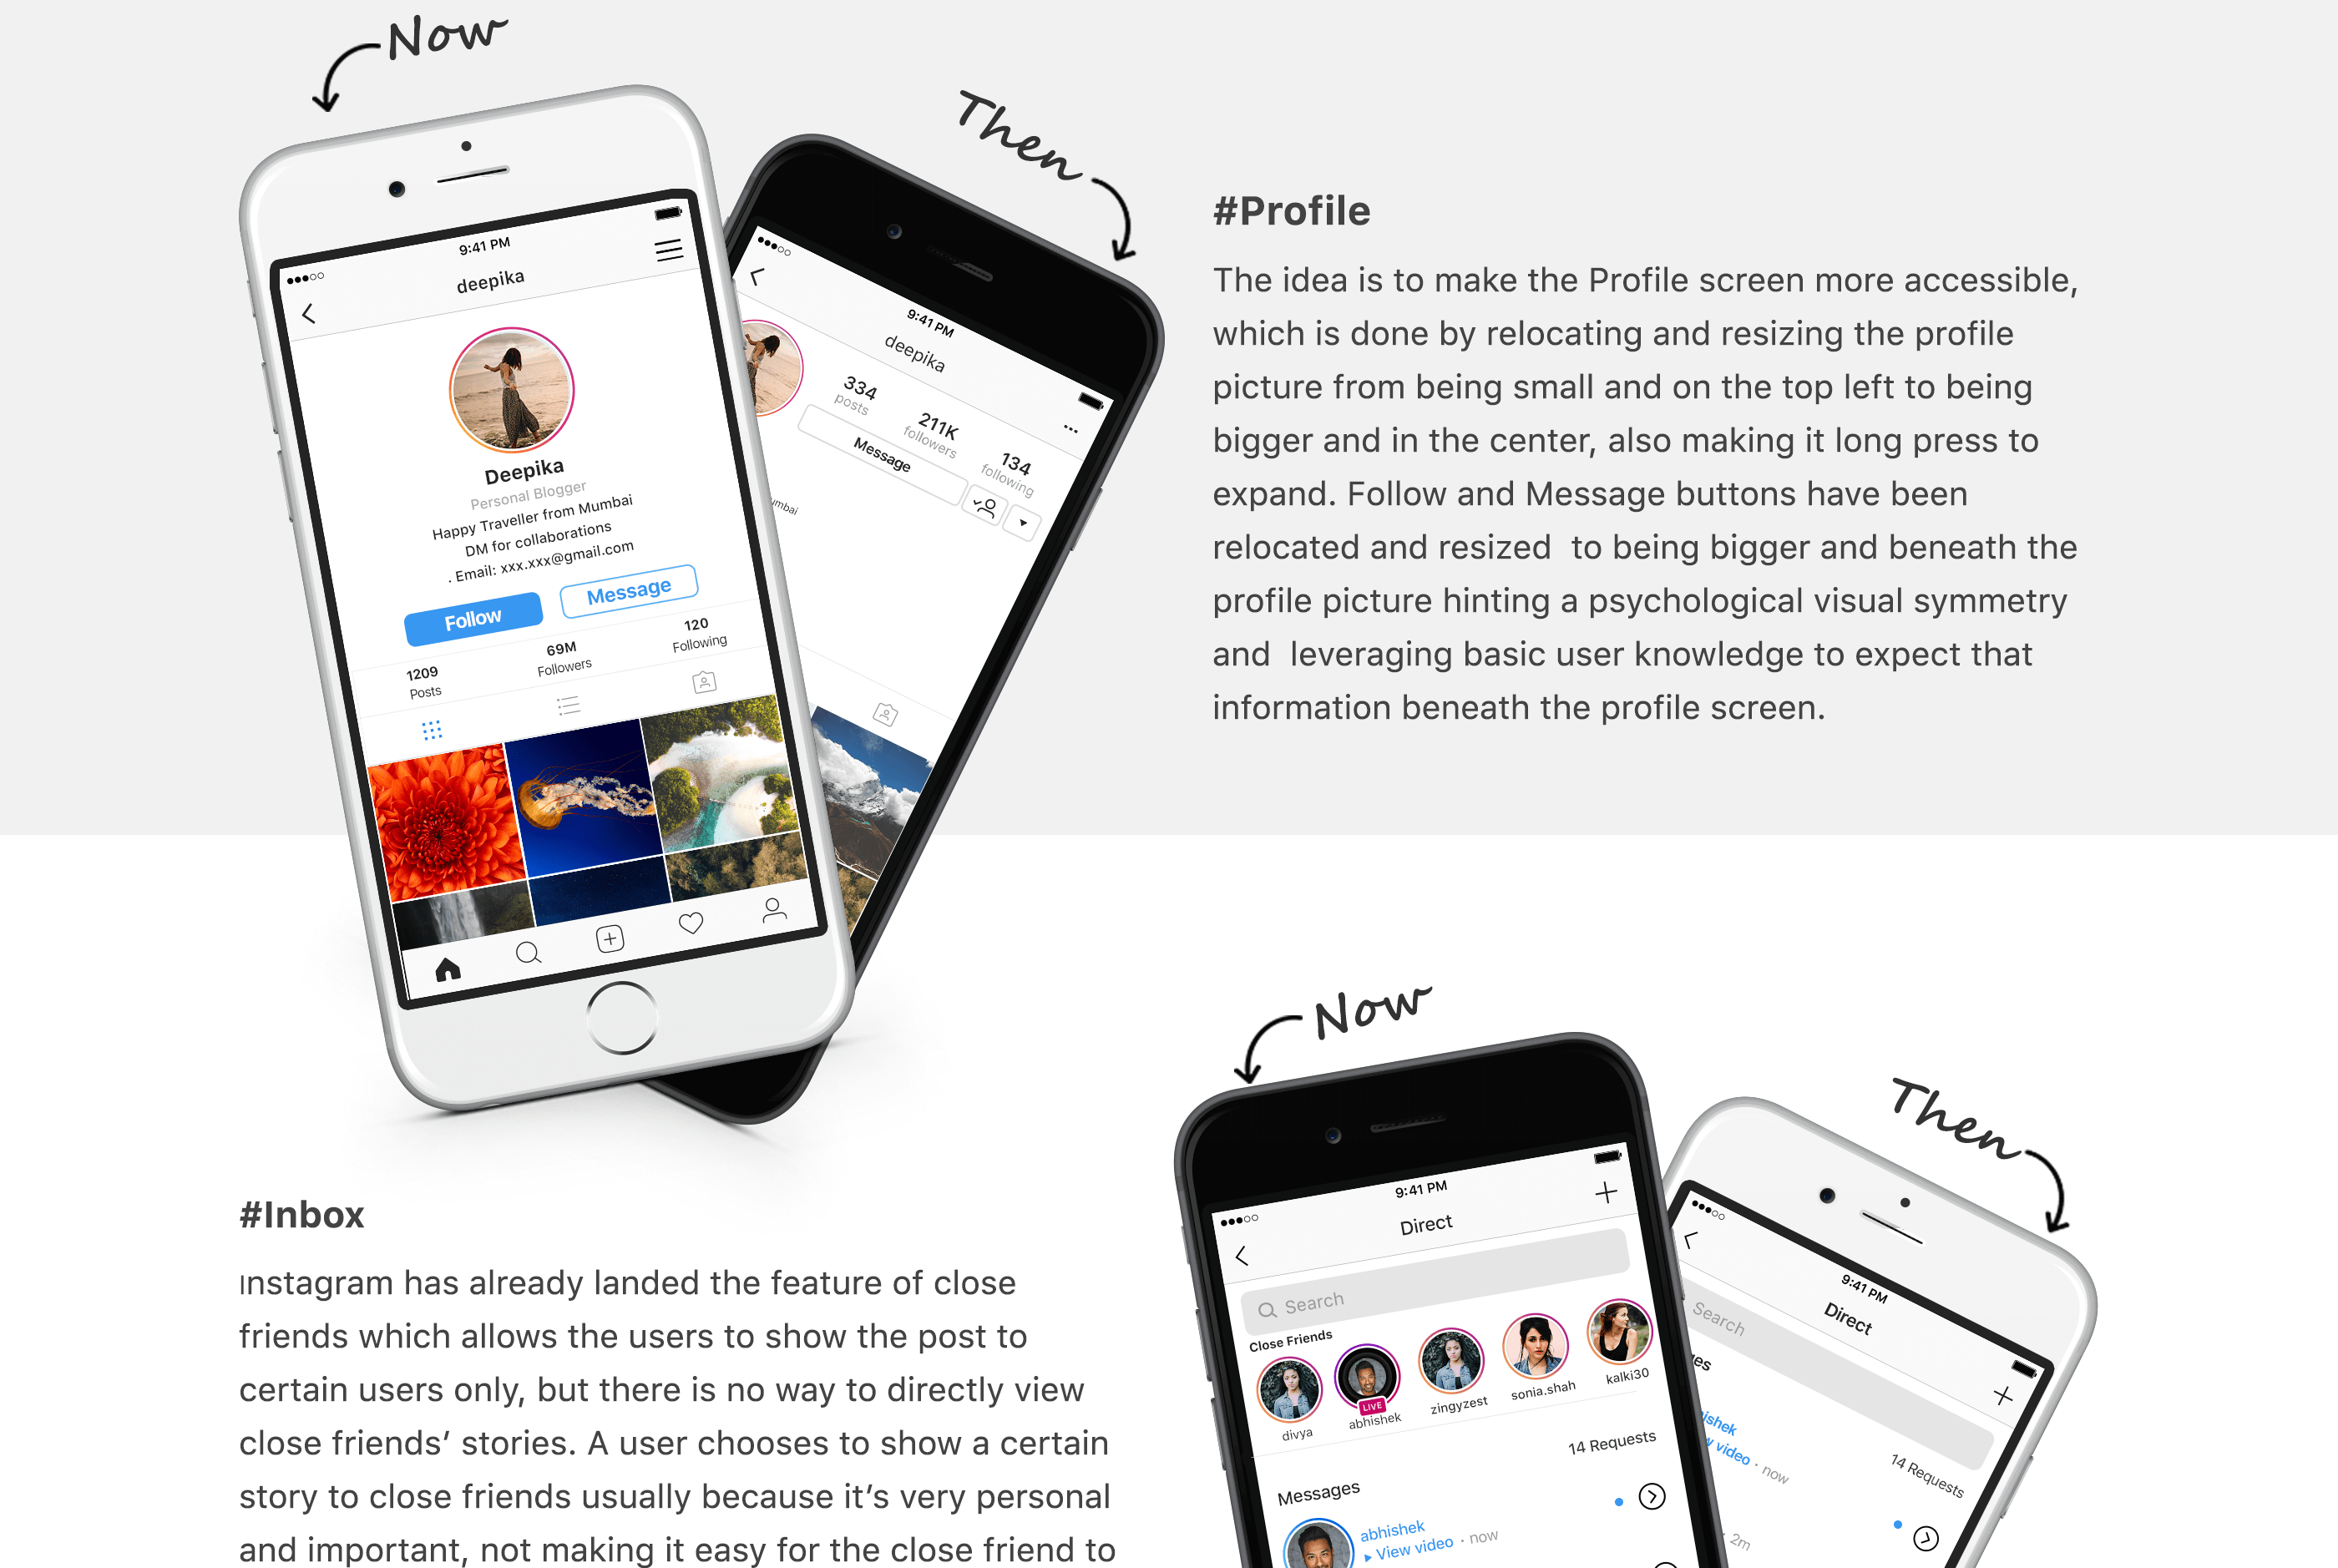 Now
Then
9:41 PM
deepika
Deepika
Personal Blogger
Happy Traveller from Mumbai
DM for collaborations
. Email: xxx.xxx@gmail.com
Follow
Message
1209
Posts
69M
Followers
120
Following
9:41 PM
deepika
334
posts
211K
followers
134
following
Message
#Profile
The idea is to make the Profile screen more accessible,
which is done by relocating and resizing the profile
picture from being small and on the top left to being
bigger and in the center, also making it long press to
expand. Follow and Message buttons have been
relocated and resized  to being bigger and beneath the
profile picture hinting a psychological visual symmetry
and  leveraging basic user knowledge to expect that
information beneath the profile screen.
#Inbox
Instagram has already landed the feature of close
friends which allows the users to show the post to
certain users only, but there is no way to directly view
close friends’ stories. A user chooses to show a certain
story to close friends usually because it’s very personal
and important, not making it easy for the close friend to
Now
Then
9:41 PM
Direct
Search
Close Friends
divya
LIVE
abhishek
zingyzest
sonia.shah
kalki30
14 Requests
Messages
abhishek
View video · now
9:41 PM
Direct
Search
14 Requests
video · now
2m